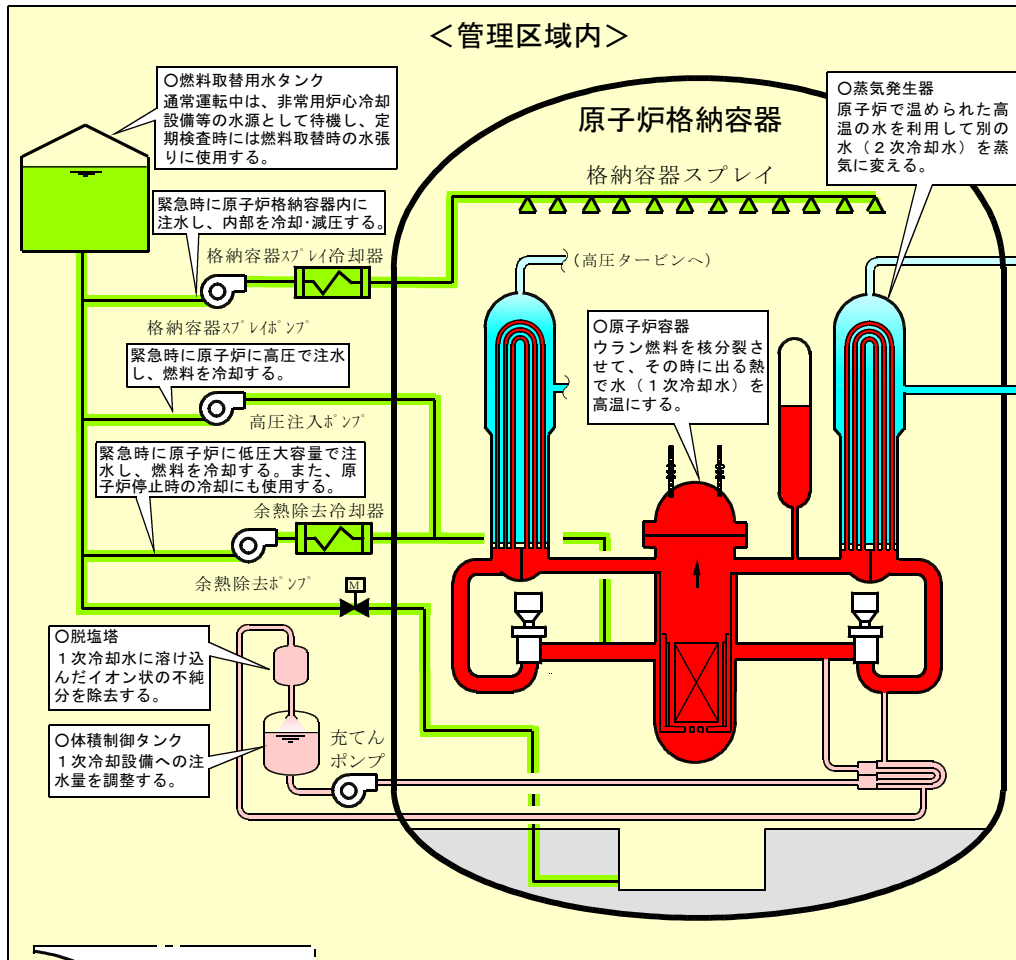 ＜管理区域内＞
○燃料取替用水タンク
通常運転中は、非常用炉心冷却
設備等の水源として待機し、定
期検査時には燃料取替時の水張
りに使用する。
○蒸気発生器
原子炉で温められた高
温の水を利用して別の
水（２次冷却水）を蒸
気に変える。
原子炉格納容器
格納容器スプレイ
緊急時に原子炉格納容器内に
注水し、内部を冷却･減圧する。
格納容器ｽﾌﾟﾚｲ冷却器
（高圧タービンへ）
格納容器ｽﾌﾟﾚｲﾎﾟﾝﾌﾟ
○原子炉容器
ウラン燃料を核分裂さ
せて、その時に出る熱
で水（１次冷却水）を
高温にする。
緊急時に原子炉に高圧で注水
し、燃料を冷却する。
高圧注入ﾎﾟﾝﾌﾟ
緊急時に原子炉に低圧大容量で注
水し、燃料を冷却する。また、原
子炉停止時の冷却にも使用する。
余熱除去冷却器
余熱除去ﾎﾟﾝﾌﾟ
M
○脱塩塔
１次冷却水に溶け込
んだイオン状の不純
分を除去する。
○体積制御タンク
１次冷却設備への注
水量を調整する。
充てん
ポンプ